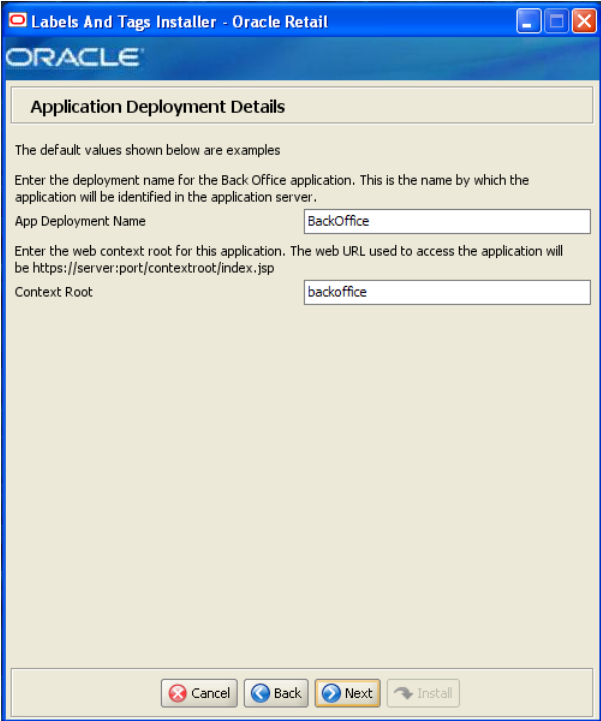 Labels And Tags Installer - Oracle Retail
ORACLE
Application Deployment Details
The default values shown below are examples
Enter the deployment name for the Back Office application. This is the name by which the
application will be identified in the application server.
App Deployment Name BackOffice
Enter the web context root for this application. The web URL used to access the application will
be https://server:port/contextroot/index.jsp
Context Root backoffice
Cancel Back Next Install